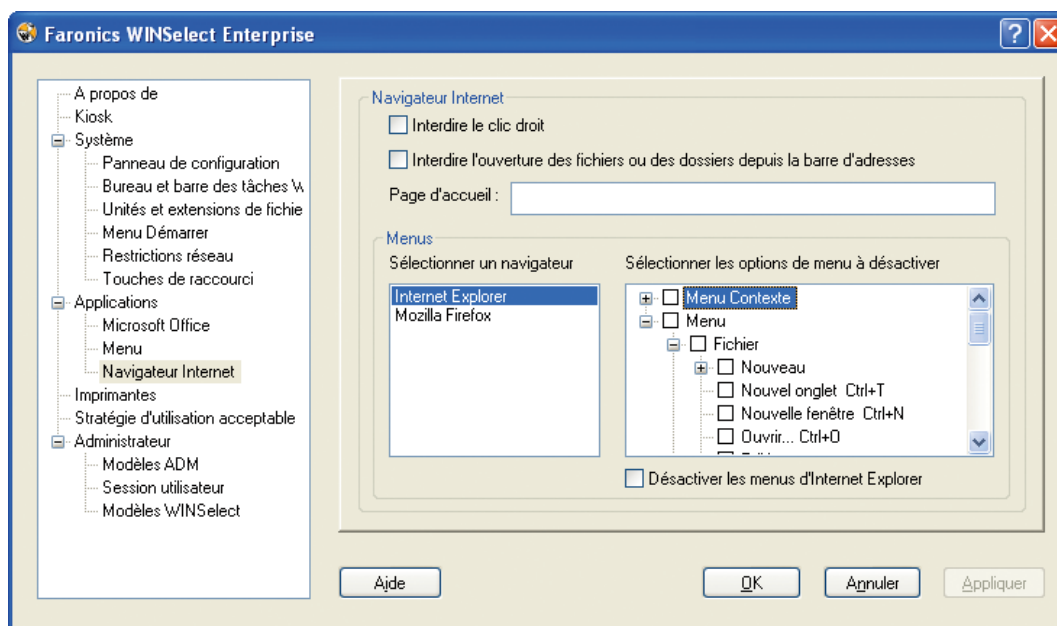 Faronics WINSelect Enterprise
A propos de
Kiosk
Système
Panneau de configuration
Bureau et barre des tâches W
Unités et extensions de fichie
Menu Démarrer
Restrictions réseau
Touches de raccourci
Applications
Microsoft Office
Menu
Navigateur Internet
Imprimantes
Stratégie d'utilisation acceptable
Administrateur
Modèles ADM
Session utilisateur
Modèles WINSelect
Navigateur Internet
Interdire le clic droit
Interdire l'ouverture des fichiers ou des dossiers depuis la barre d'adresses
Page d'accueil :
Menus
Sélectionner un navigateur
Internet Explorer
Mozilla Firefox
Sélectionner les options de menu à désactiver
Menu Contexte
Menu
Fichier
Nouveau
Nouvel onglet Ctrl+T
Nouvelle fenêtre Ctrl+N
Ouvrir... Ctrl+O
Désactiver les menus d'Internet Explorer
Aide
OK
Annuler
Appliquer